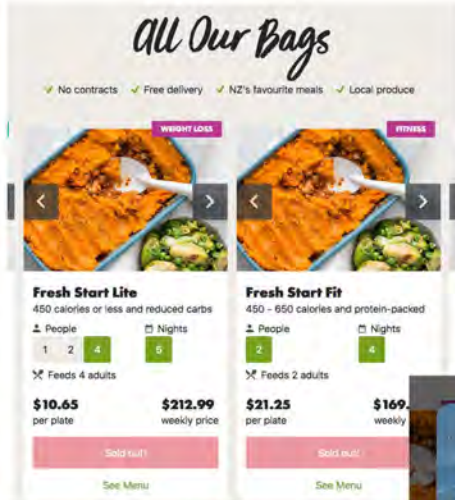 all Our Bags
✓ No contracts ✓ Free delivery ✓ NZ's favourite meals ✓ Local produce
WEIGHT LOSS
Fresh Start Lite
450 calories or less and reduced carbs
People Nights
1 2 4 5
Feeds 4 adults
$10.65 $212.99
per plate weekly price
Sold out!
See Menu
FITNESS
Fresh Start Fit
450 - 650 calories and protein-packed
People Nights
2 4
Feeds 2 adults
$21.25 $169.
per plate weekly
Sold out!
See Menu